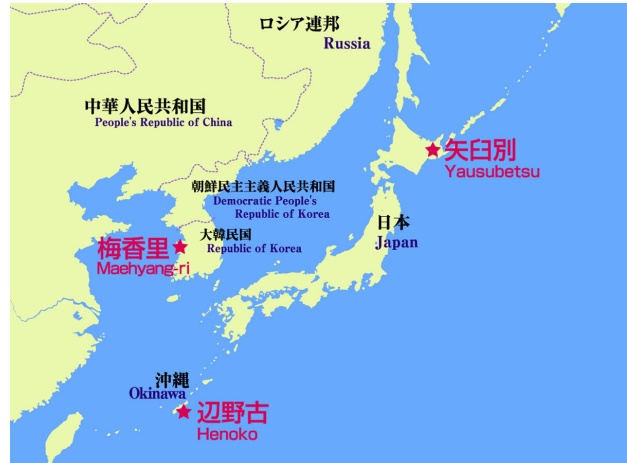 ロシア連邦
Russia
中華人民共和国
People's Republic of China
矢臼別
Yausubetsu
朝鮮民主主義人民共和国
Democratic People's
Republic of Korea
大韓民国
Republic of Korea
日本
Japan
梅香里
Maehyang-ri
沖縄
Okinawa
辺野古
Henoko